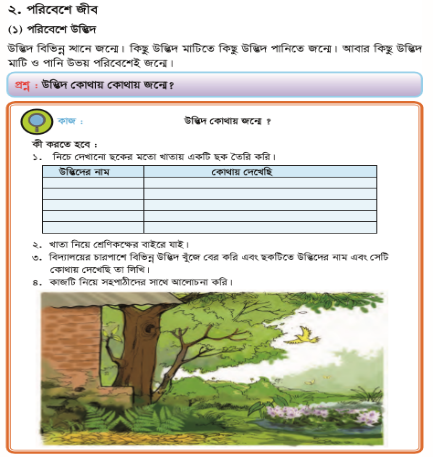 ২. পরিবেশে জীব
(১) পরিবেশে উদ্ভিদ
উদ্ভিদ বিভিন্ন স্থানে জন্মে। কিছু উদ্ভিদ মাটিতে কিছু উদ্ভিদ পানিতে জন্মে। আবার কিছু উদ্ভিদ
মাটি ও পানি উভয় পরিবেশেই জন্মে।
প্রশ্ন : উদ্ভিদ কোথায় কোথায় জন্মে?
কাজ : উদ্ভিদ কোথায় জন্মে ?
কী করতে হবে :
১. নিচে দেখানো ছকের মতো খাতায় একটি ছক তৈরি করি।
উদ্ভিদের নাম কোথায় দেখেছি
২. খাতা নিয়ে শ্রেণিকক্ষের বাইরে যাই।
৩. বিদ্যালয়ের চারপাশে বিভিন্ন উদ্ভিদ খুঁজে বের করি এবং ছকটিতে উদ্ভিদের নাম এবং সেটি
কোথায় দেখেছি তা লিখি।
৪. কাজটি নিয়ে সহপাঠীদের সাথে আলোচনা করি।